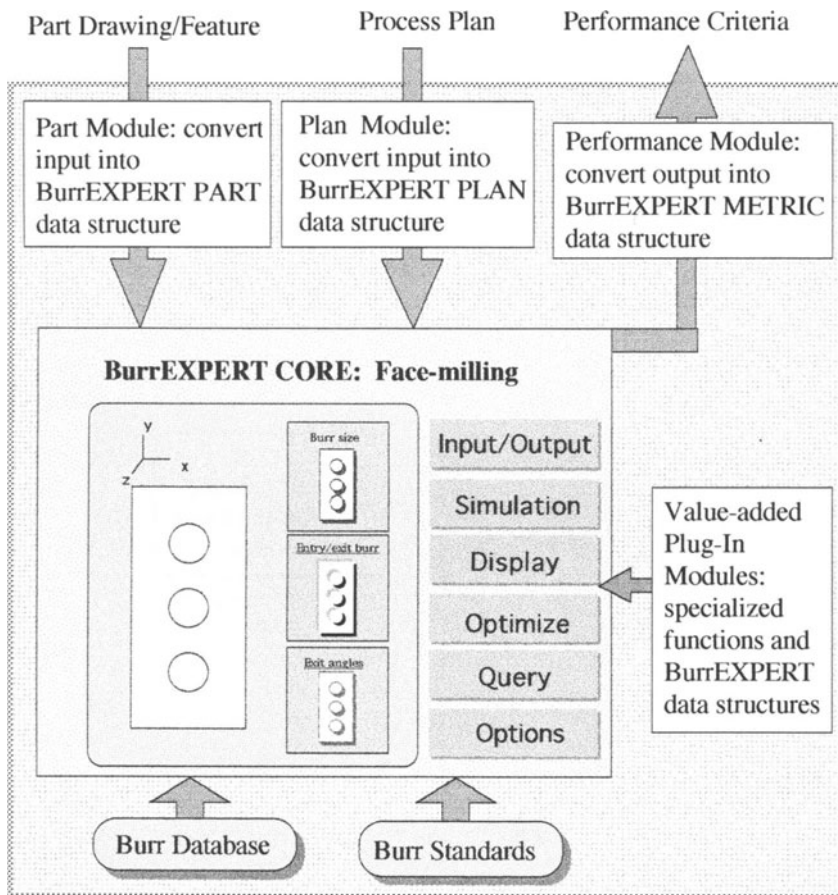 Part Drawing/Feature
Process Plan
Performance Criteria
Part Module: convert
input into
BurrEXPERT PART
data structure
Plan Module:
convert input into
BurrEXPERT PLAN
data structure
Performance Module:
convert output into
BurrEXPERT METRIC
data structure
BurrEXPERT CORE: Face-milling
y
x
z
Burr size
Entry/exit burr
Exit angles
Input/Output
Simulation
Display
Optimize
Query
Options
Value-added
Plug-In
Modules:
specialized
functions and
BurrEXPERT
data structures
Burr Database
Burr Standards